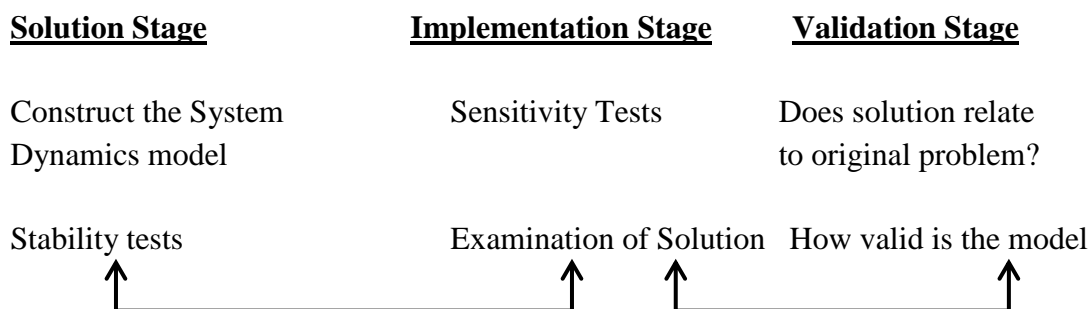 Solution Stage Implementation Stage Validation Stage
Construct the System Sensitivity Tests Does solution relate
Dynamics model to original problem?
Stability tests Examination of Solution How valid is the model